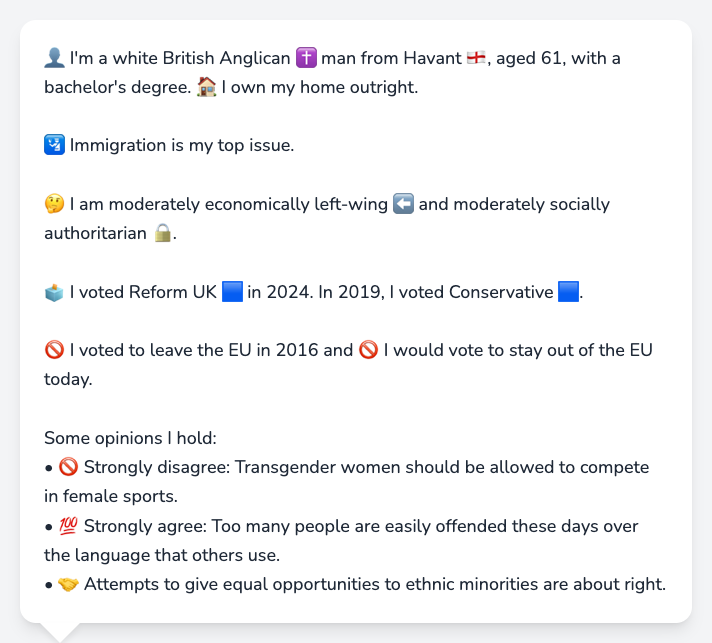 👤 I'm a white British Anglican ✝️ man from Havant 🏴󠁧󠁢󠁥󠁮󠁧󠁿, aged 61, with a
bachelor's degree. 🏠 I own my home outright.
🛂 Immigration is my top issue.
🤔 I am moderately economically left-wing ⬅️ and moderately socially
authoritarian 🔒.
🗳️ I voted Reform UK 🟦 in 2024. In 2019, I voted Conservative 🟦.
🚫 I voted to leave the EU in 2016 and 🚫 I would vote to stay out of the EU
today.
Some opinions I hold:
• 🚫 Strongly disagree: Transgender women should be allowed to compete
in female sports.
• 💯 Strongly agree: Too many people are easily offended these days over
the language that others use.
• 🤝 Attempts to give equal opportunities to ethnic minorities are about right.